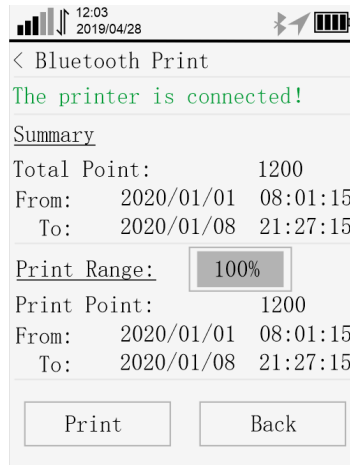 12:03
2019/04/28
< Bluetooth Print
The printer is connected!
Summary
Total Point: 1200
From: 2020/01/01 08:01:15
To: 2020/01/08 21:27:15
Print Range: 100%
Print Point: 1200
From: 2020/01/01 08:01:15
To: 2020/01/08 21:27:15
Print Back